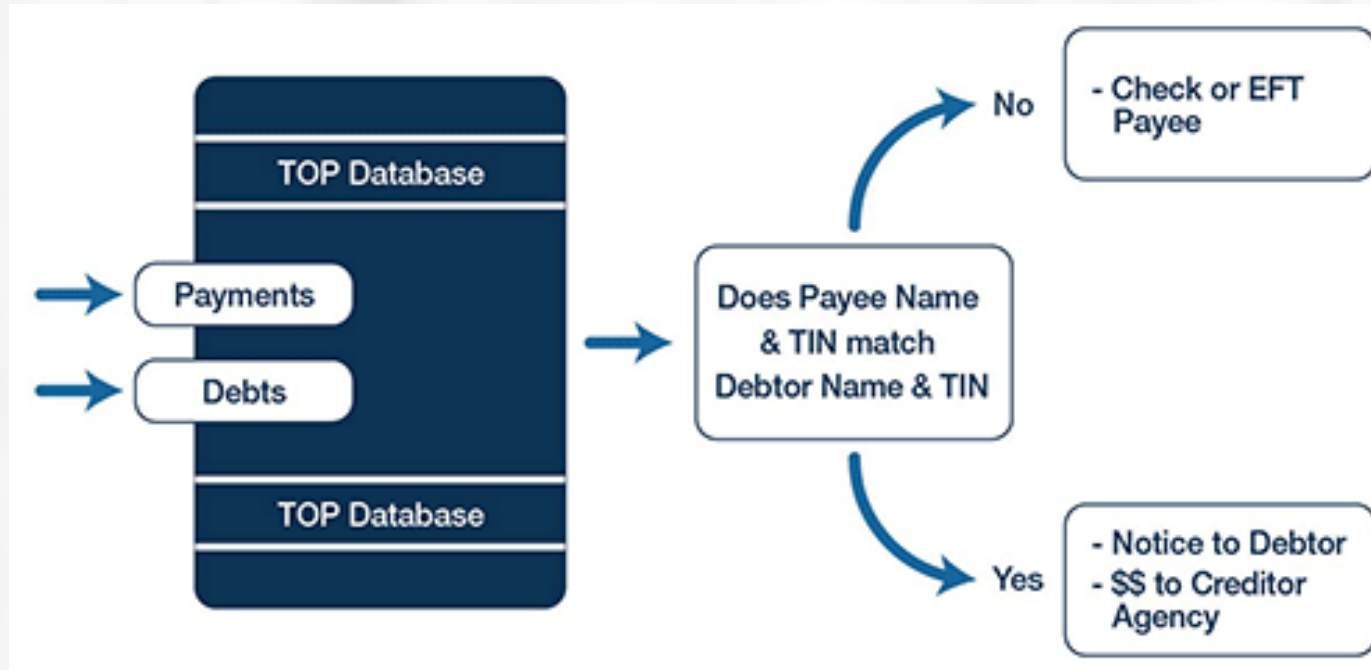 TOP Database
Payments
Debts
TOP Database
Does Payee Name
& TIN match
Debtor Name & TIN
No
- Check or EFT
Payee
Yes
- Notice to Debtor
- $$ to Creditor
Agency